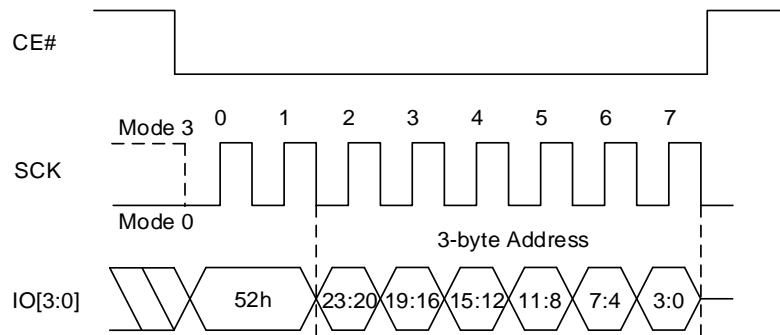 CE#
Mode 3 0 1 2 3 4 5 6 7
SCK
Mode 0
3-byte Address
IO[3:0] 52h 23:20 19:16 15:12 11:8 7:4 3:0